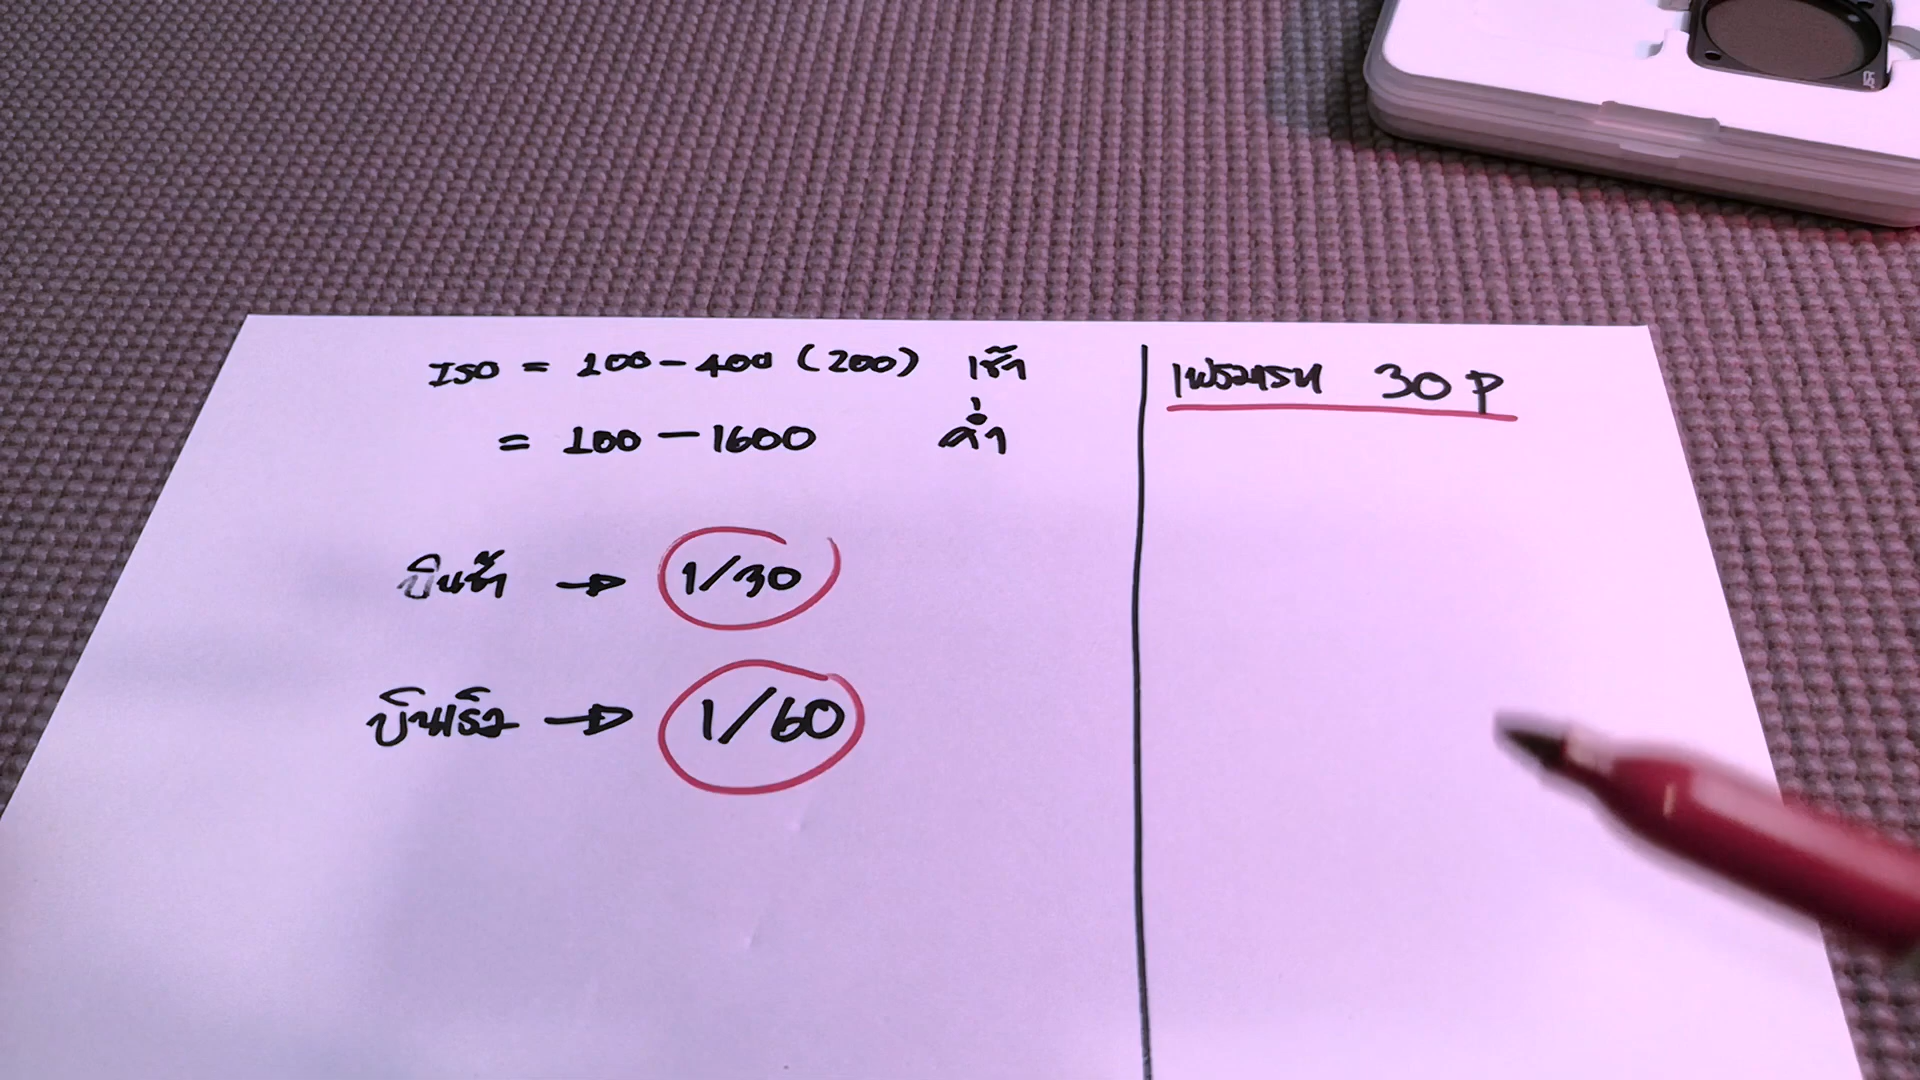 ISO = 100 - 400 (200) เช้า
= 100 - 1600 ค่ำ
บินช้า → 1/30
บินเร็ว → 1/60
เฟรมเรท 30 P